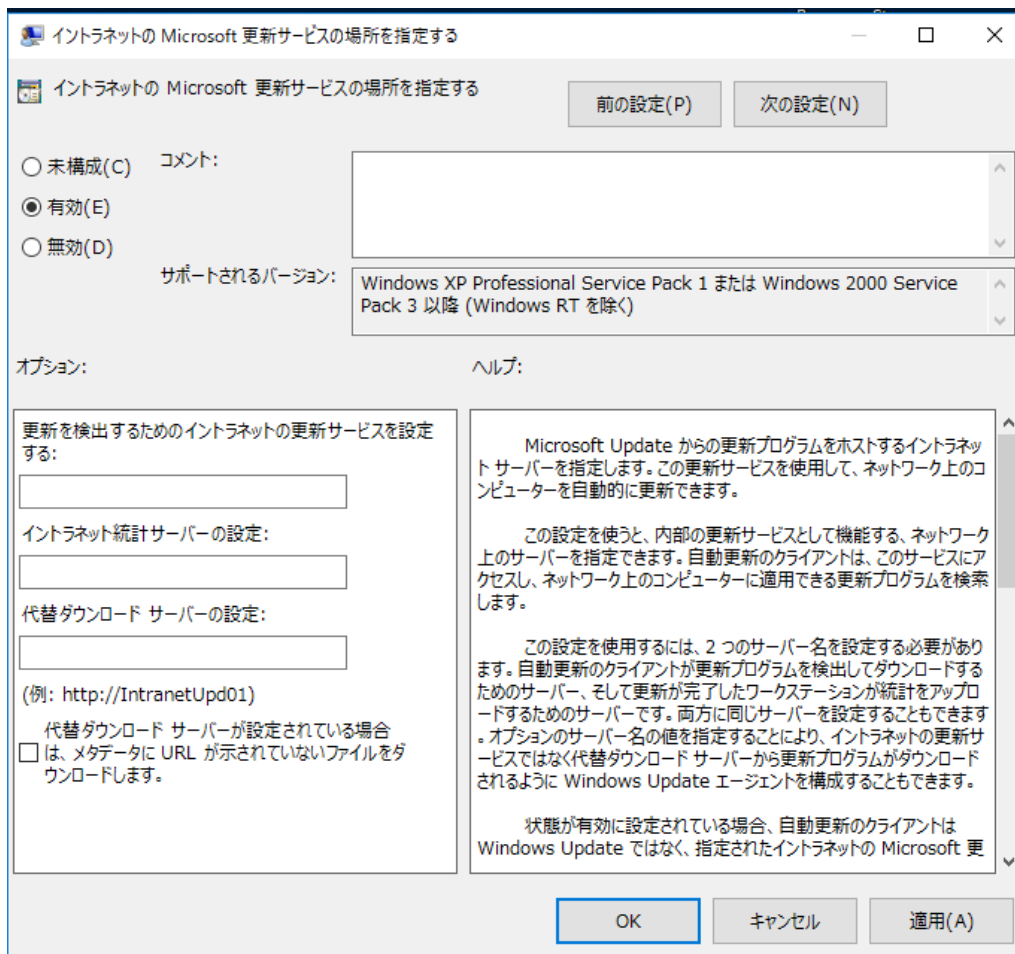 イントラネットの Microsoft 更新サービスの場所を指定する
イントラネットの Microsoft 更新サービスの場所を指定する
前の設定(P)
次の設定(N)
未構成(C)
コメント:
有効(E)
無効(D)
サポートされるバージョン:
Windows XP Professional Service Pack 1 または Windows 2000 Service
Pack 3 以降 (Windows RT を除く)
オプション:
ヘルプ:
更新を検出するためのイントラネットの更新サービスを設定
する:
イントラネット統計サーバーの設定:
代替ダウンロード サーバーの設定:
(例: http://IntranetUpd01)
代替ダウンロード サーバーが設定されている場合
は、メタデータに URL が示されていないファイルをダ
ウンロードします。
Microsoft Update からの更新プログラムをホストするイントラネッ
ト サーバーを指定します。この更新サービスを使用して、ネットワーク上のコ
ンピューターを自動的に更新できます。
この設定を使うと、内部の更新サービスとして機能する、ネットワーク
上のサーバーを指定できます。自動更新のクライアントは、このサービスにア
クセスし、ネットワーク上のコンピューターに適用できる更新プログラムを検索
します。
この設定を使用するには、2 つのサーバー名を設定する必要があり
ます。自動更新のクライアントが更新プログラムを検出してダウンロードする
ためのサーバー、そして更新が完了したワークステーションが統計をアップロ
ードするためのサーバーです。両方に同じサーバーを設定することもできます
。オプションのサーバー名の値を指定することにより、イントラネットの更新サ
ービスではなく代替ダウンロード サーバーから更新プログラムがダウンロード
されるように Windows Update エージェントを構成することもできます。
状態が有効に設定されている場合、自動更新のクライアントは
Windows Update ではなく、指定されたイントラネットの Microsoft 更
OK
キャンセル
適用(A)